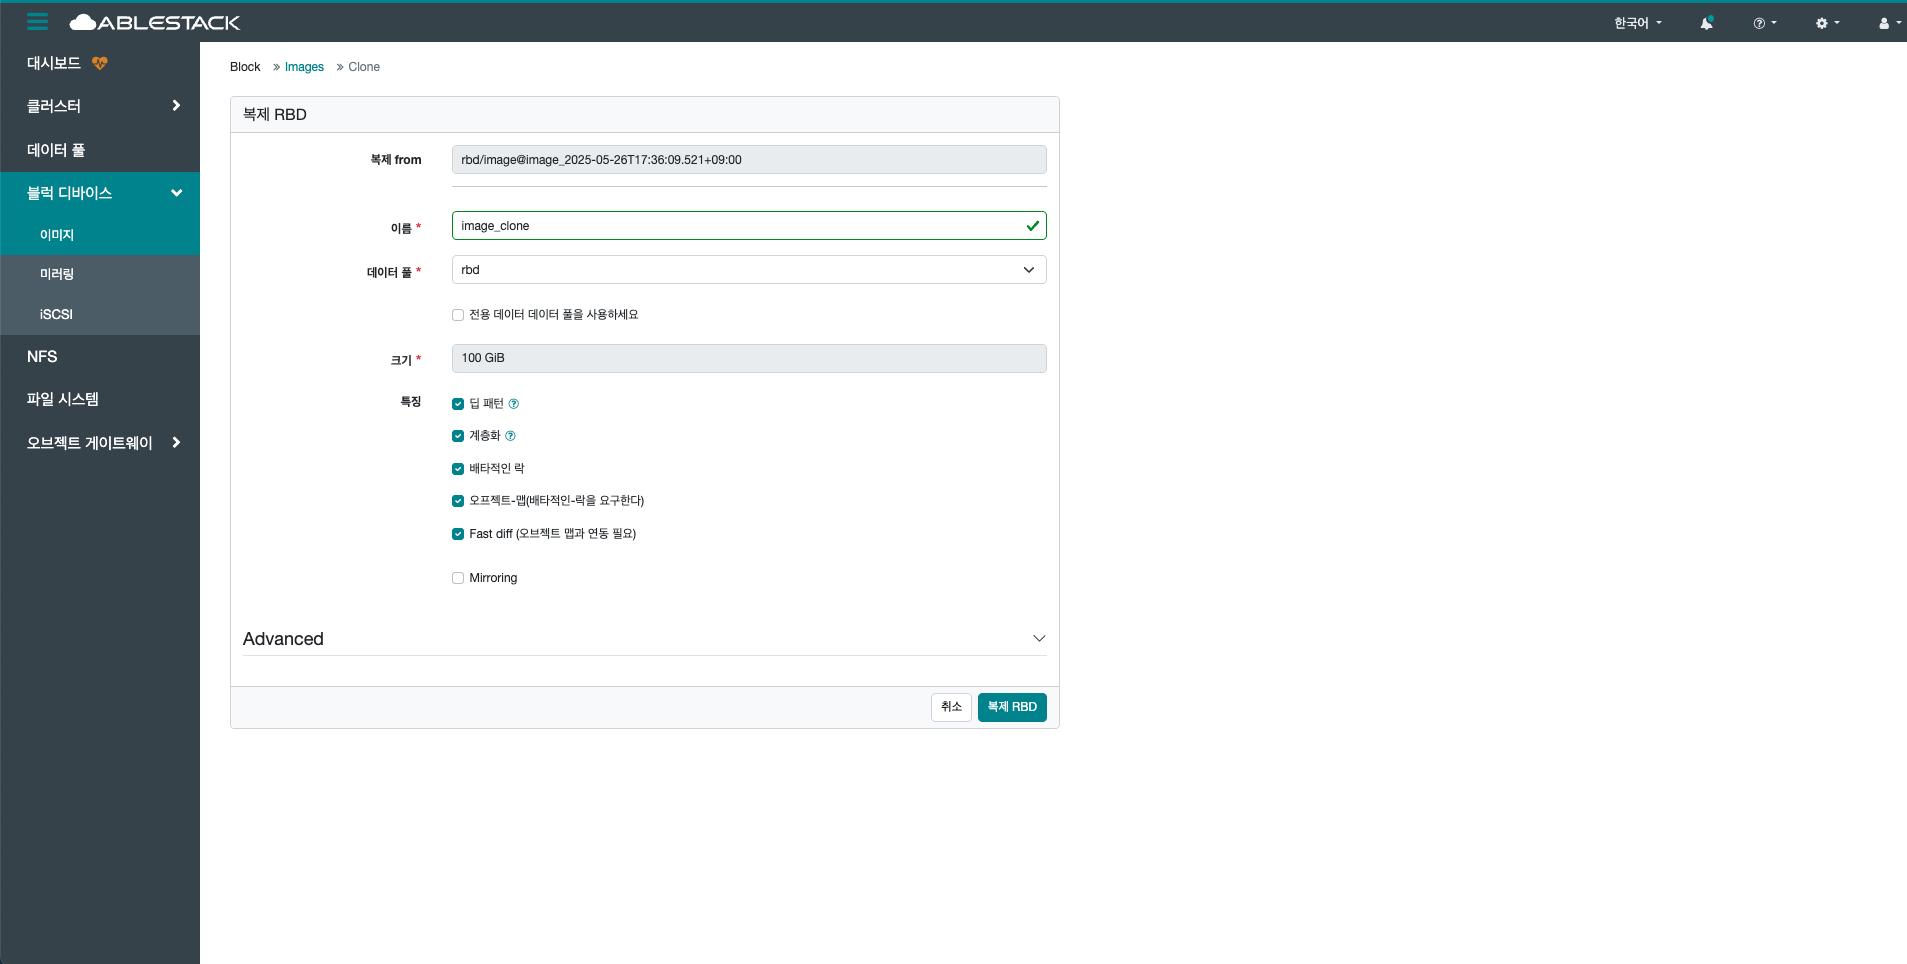 ABLESTACK
한국어
대시보드
클러스터
데이터 풀
블럭 디바이스
이미지
미러링
iSCSI
NFS
파일 시스템
오브젝트 게이트웨이
Block » Images » Clone
복제 RBD
복제 from rbd/image@image_2025-05-26T17:36:09.521+09:00
이름 * image_clone
데이터 풀 * rbd
전용 데이터 데이터 풀을 사용하세요
크기 * 100 GiB
특징
딥 패턴
계층화
배타적인 락
오프젝트-맵(배타적인-락을 요구한다)
Fast diff (오브젝트 맵과 연동 필요)
Mirroring
Advanced
취소 복제 RBD